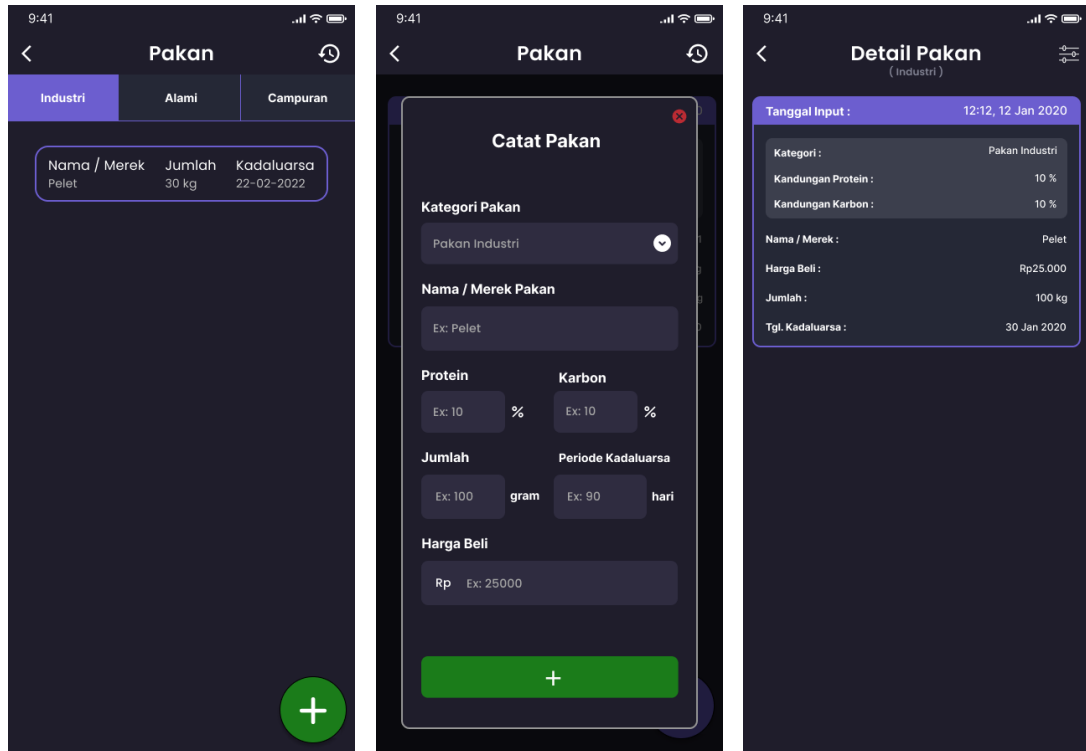 9:41
Pakan
Industri Alami Campuran
Nama / Merek Jumlah Kadaluarsa
Pelet 30 kg 22-02-2022
9:41
Pakan
Catat Pakan
Kategori Pakan
Pakan Industri
Nama / Merek Pakan
Ex: Pelet
Protein Karbon
Ex: 10 % Ex: 10 %
Jumlah Periode Kadaluarsa
Ex: 100 gram Ex: 90 hari
Harga Beli
Rp Ex: 25000
+
+
9:41
Detail Pakan
( Industri )
Tanggal Input : 12:12, 12 Jan 2020
Kategori : Pakan Industri
Kandungan Protein : 10 %
Kandungan Karbon : 10 %
Nama / Merek : Pelet
Harga Beli : Rp25.000
Jumlah : 100 kg
Tgl. Kadaluarsa : 30 Jan 2020